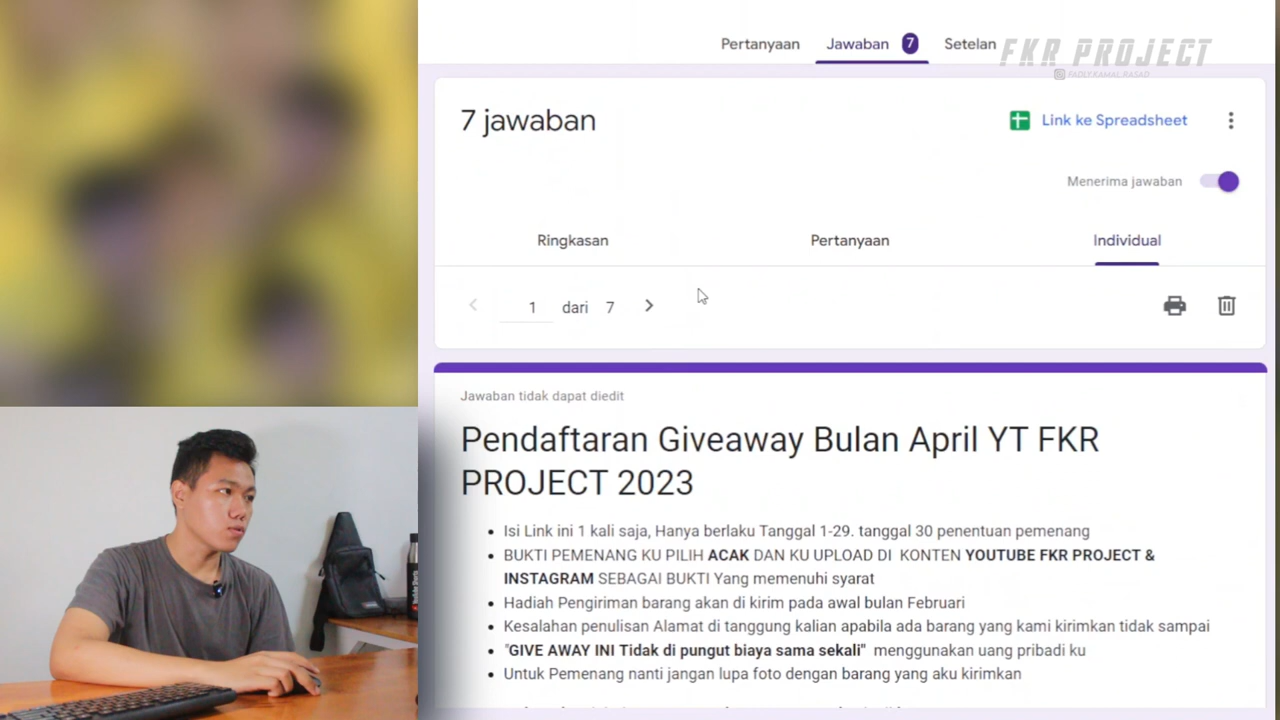 Pertanyaan Jawaban 7 Setelan
FKR PROJECT
FADLY.KAMAL.RASAD
7 jawaban
Link ke Spreadsheet
Menerima jawaban
Ringkasan Pertanyaan Individual
1 dari 7
Jawaban tidak dapat diedit
Pendaftaran Giveaway Bulan April YT FKR
PROJECT 2023
• Isi Link ini 1 kali saja, Hanya berlaku Tanggal 1-29. tanggal 30 penentuan pemenang
• BUKTI PEMENANG KU PILIH ACAK DAN KU UPLOAD DI KONTEN YOUTUBE FKR PROJECT &
INSTAGRAM SEBAGAI BUKTI Yang memenuhi syarat
• Hadiah Pengiriman barang akan di kirim pada awal bulan Februari
• Kesalahan penulisan Alamat di tanggung kalian apabila ada barang yang kami kirimkan tidak sampai
• "GIVE AWAY INI Tidak di pungut biaya sama sekali" menggunakan uang pribadi ku
• Untuk Pemenang nanti jangan lupa foto dengan barang yang aku kirimkan